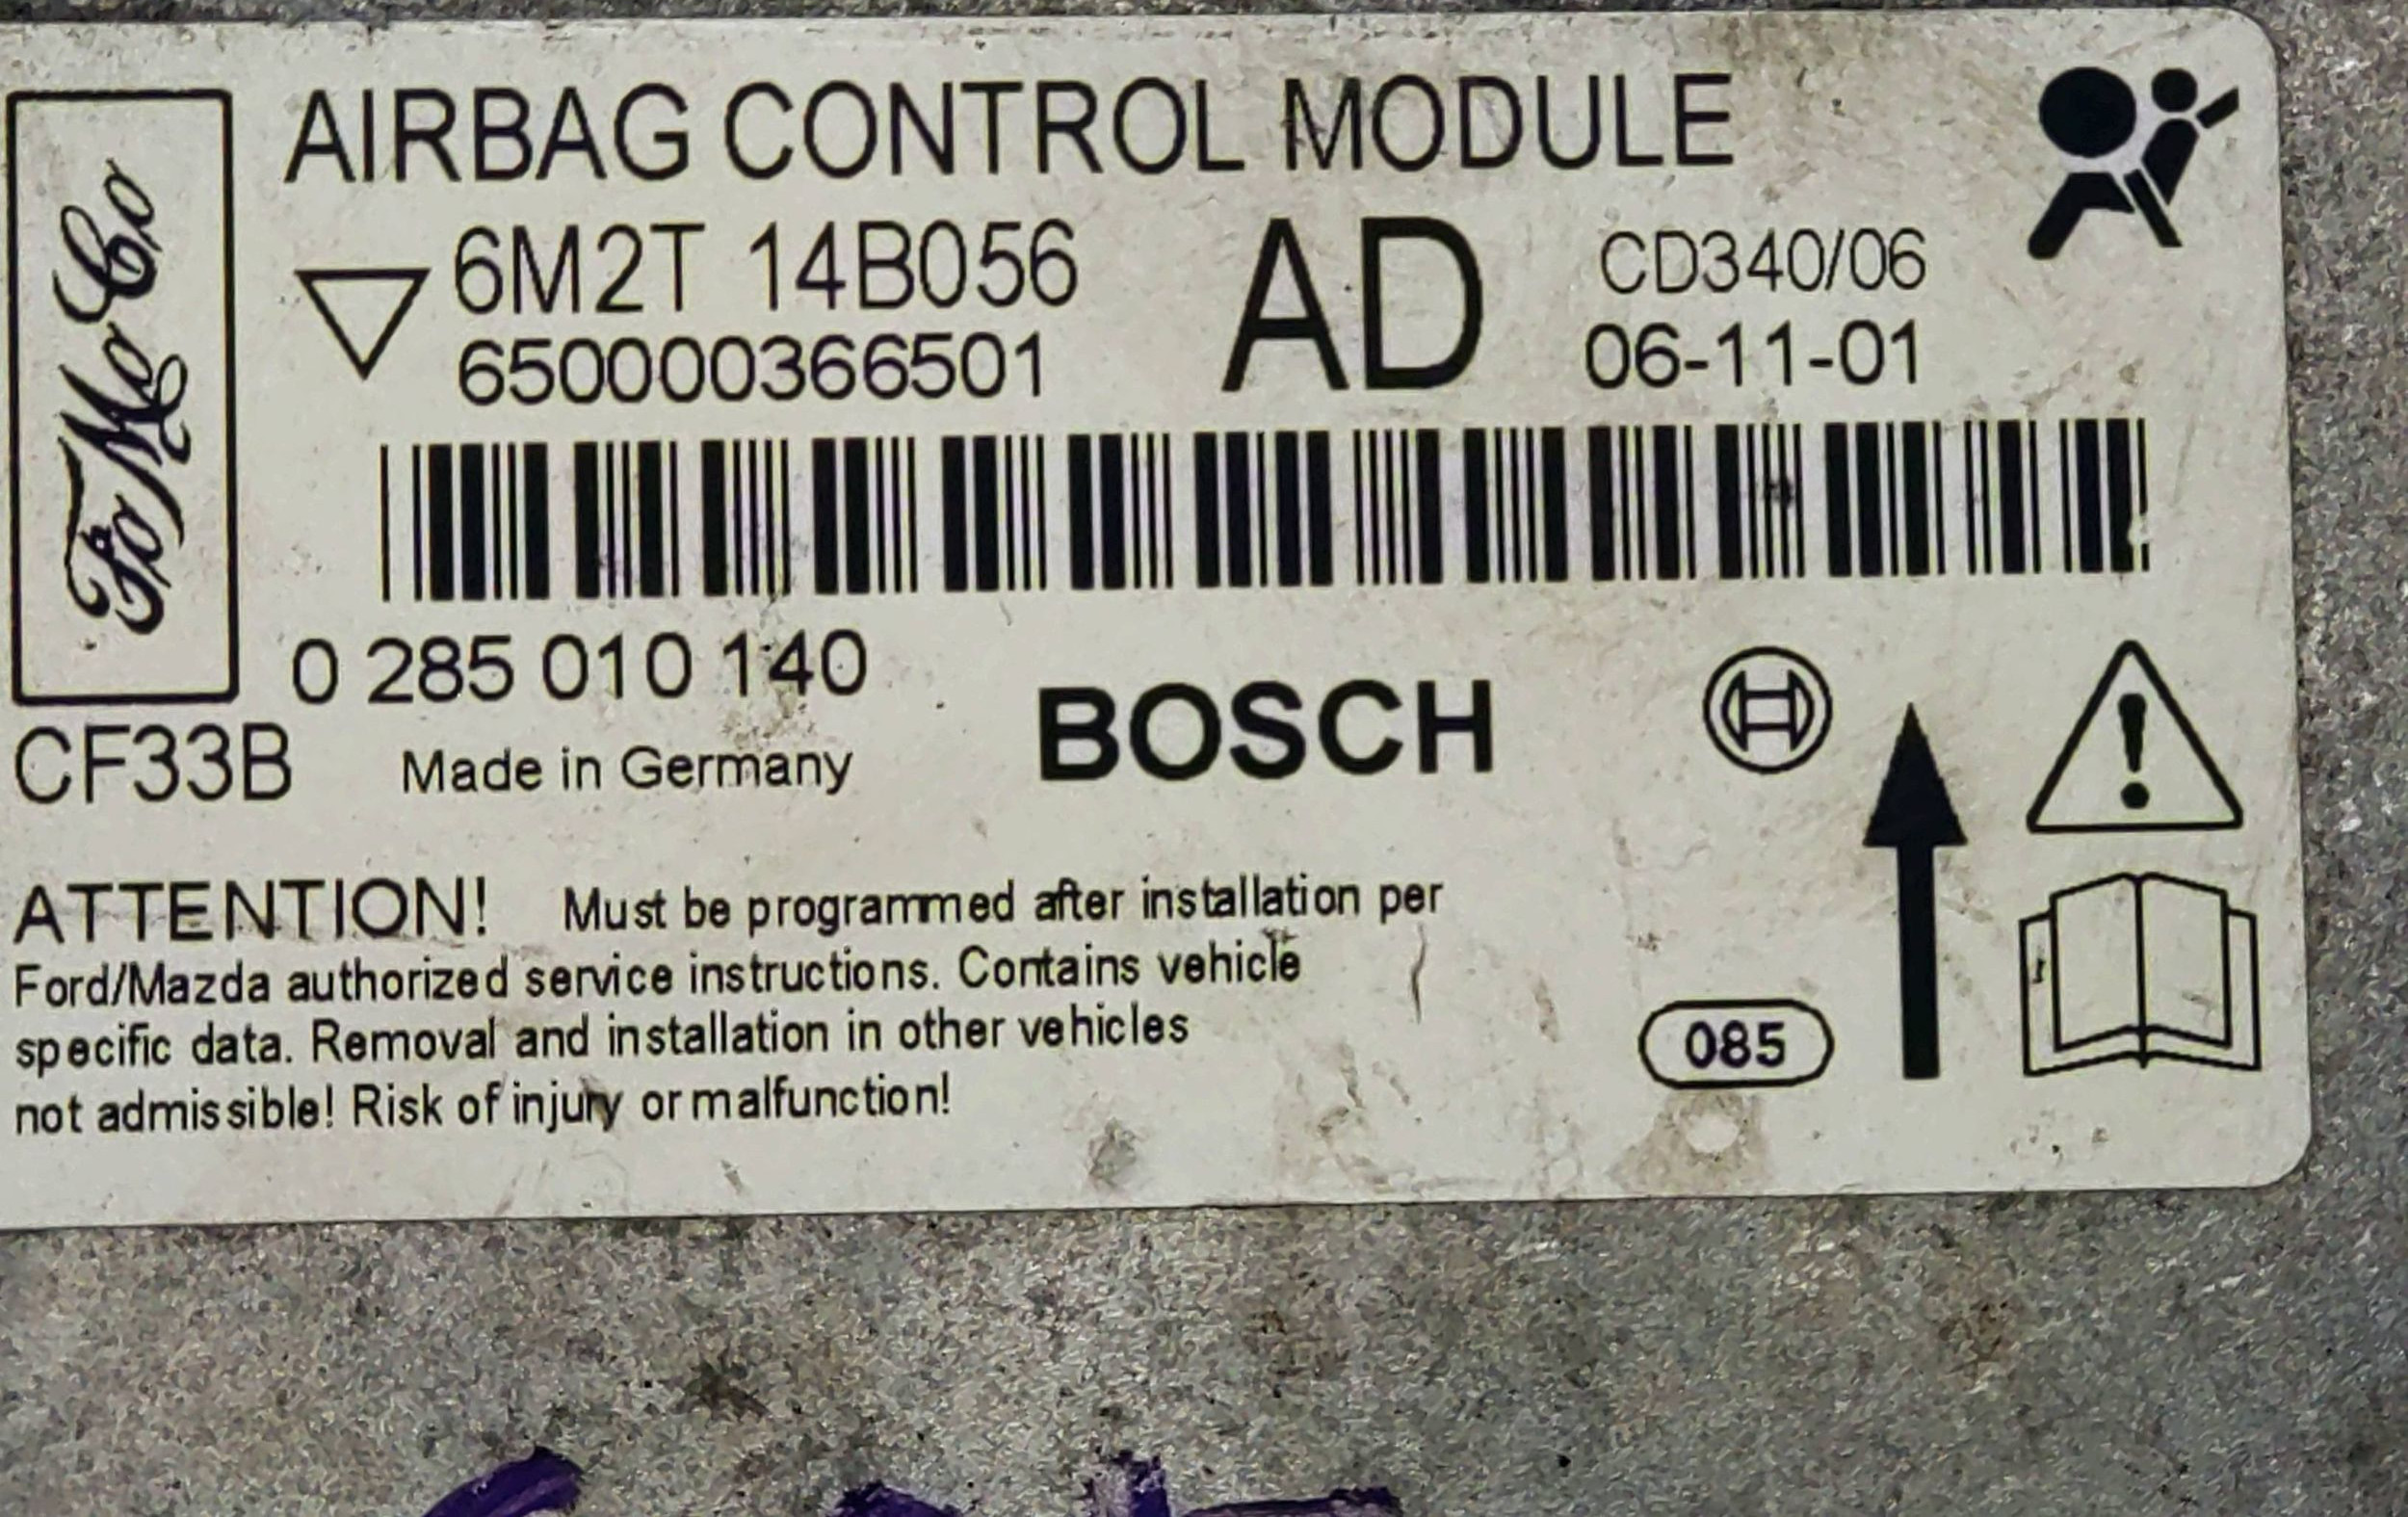 FoMoCo
AIRBAG CONTROL MODULE
6M2T 14B056 AD CD340/06
650000366501 06-11-01
0 285 010 140
CF33B Made in Germany BOSCH
ATTENTION! Must be programmed after installation per
Ford/Mazda authorized service instructions. Contains vehicle
specific data. Removal and installation in other vehicles
not admissible! Risk of injury or malfunction!
085